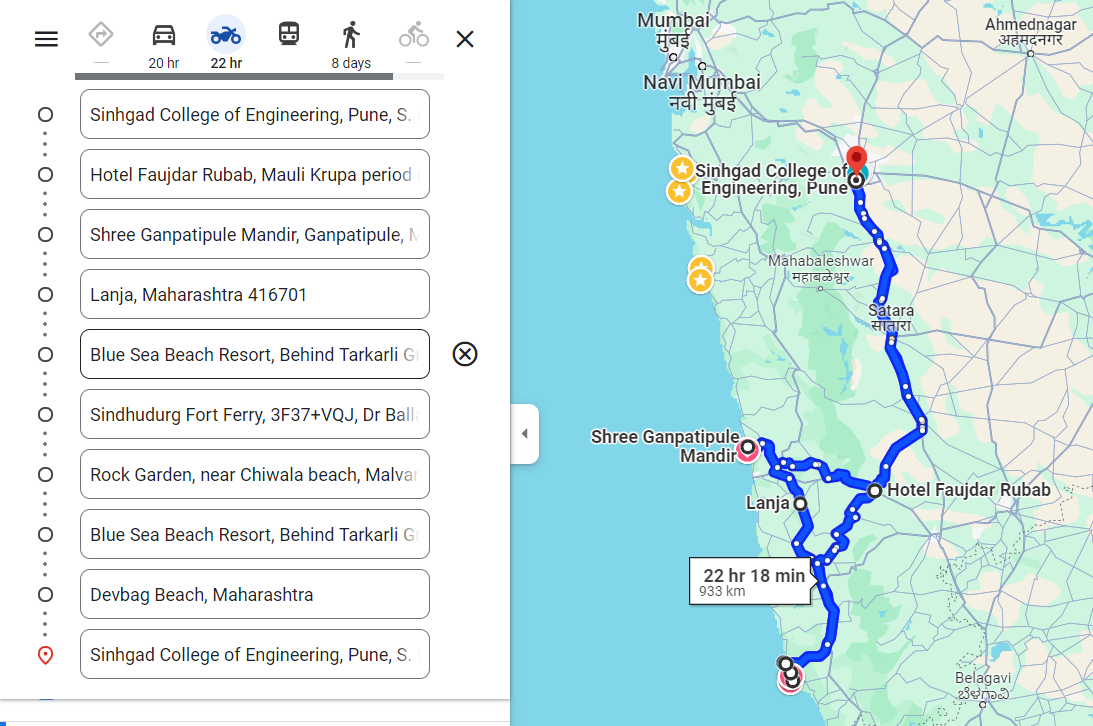 20 hr
22 hr
8 days
Sinhgad College of Engineering, Pune, S.
Hotel Faujdar Rubab, Mauli Krupa period
Shree Ganpatipule Mandir, Ganpatipule,
Lanja, Maharashtra 416701
Blue Sea Beach Resort, Behind Tarkarli
Sindhudurg Fort Ferry, 3F37+VQJ, Dr
Rock Garden, near Chiwala beach,
Blue Sea Beach Resort, Behind Tarkarli
Devbag Beach, Maharashtra
Sinhgad College of Engineering, Pune, S.
Mumbai
मुंबई
Navi Mumbai
नवी मुंबई
Ahmednagar
अहमदनगर
Sinhgad College of
Engineering, Pune
Mahabaleshwar
महाबळेश्वर
Satara
सातारा
Shree Ganpatipule
Mandir
Hotel Faujdar Rubab
Lanja
22 hr 18 min
933 km
Belagavi
ಬೆಳಗಾವಿ